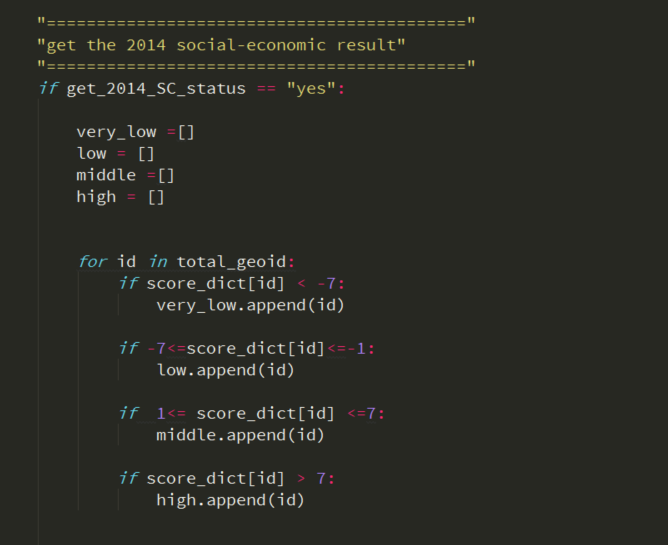 "=========================================="
"get the 2014 social-economic result"
"=========================================="
if get_2014_SC_status == "yes":
very_low =[]
low = []
middle =[]
high = []
for id in total_geoid:
if score_dict[id] < -7:
very_low.append(id)
if -7<=score_dict[id]<=-1:
low.append(id)
if  1<= score_dict[id] <=7:
middle.append(id)
if score_dict[id] > 7:
high.append(id)